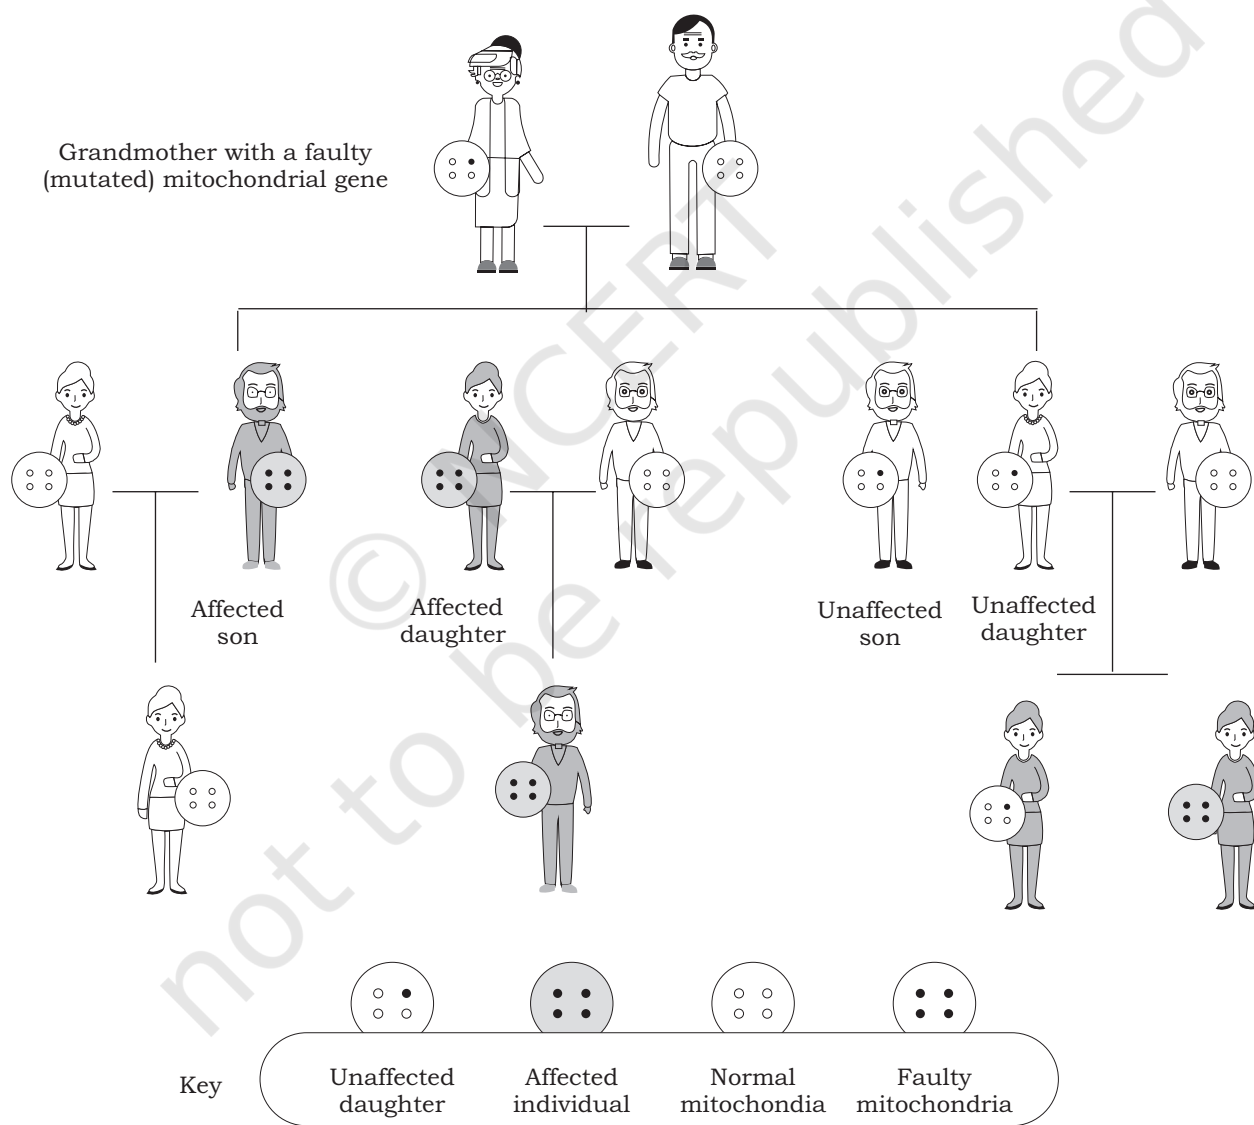 Grandmother with a faulty
(mutated) mitochondrial gene
Affected
son
Affected
daughter
Unaffected
son
Unaffected
daughter
© NCERT
not to be republished
Key
Unaffected
daughter
Affected
individual
Normal
mitochondia
Faulty
mitochondria